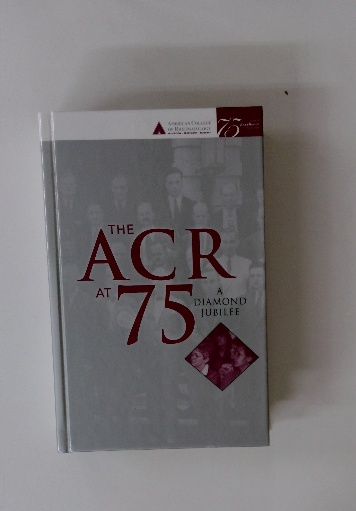 AMERICAN COLLEGE
OF RHEUMATOLOGY
75
THE
ACR
AT 75
A
DIAMOND
JUBILEE